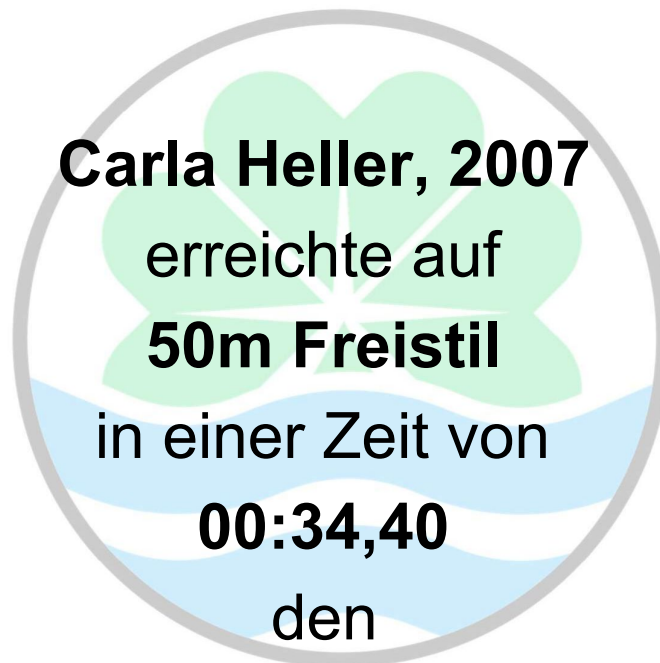 Carla Heller, 2007
erreichte auf
50m Freistil
in einer Zeit von
00:34,40
den